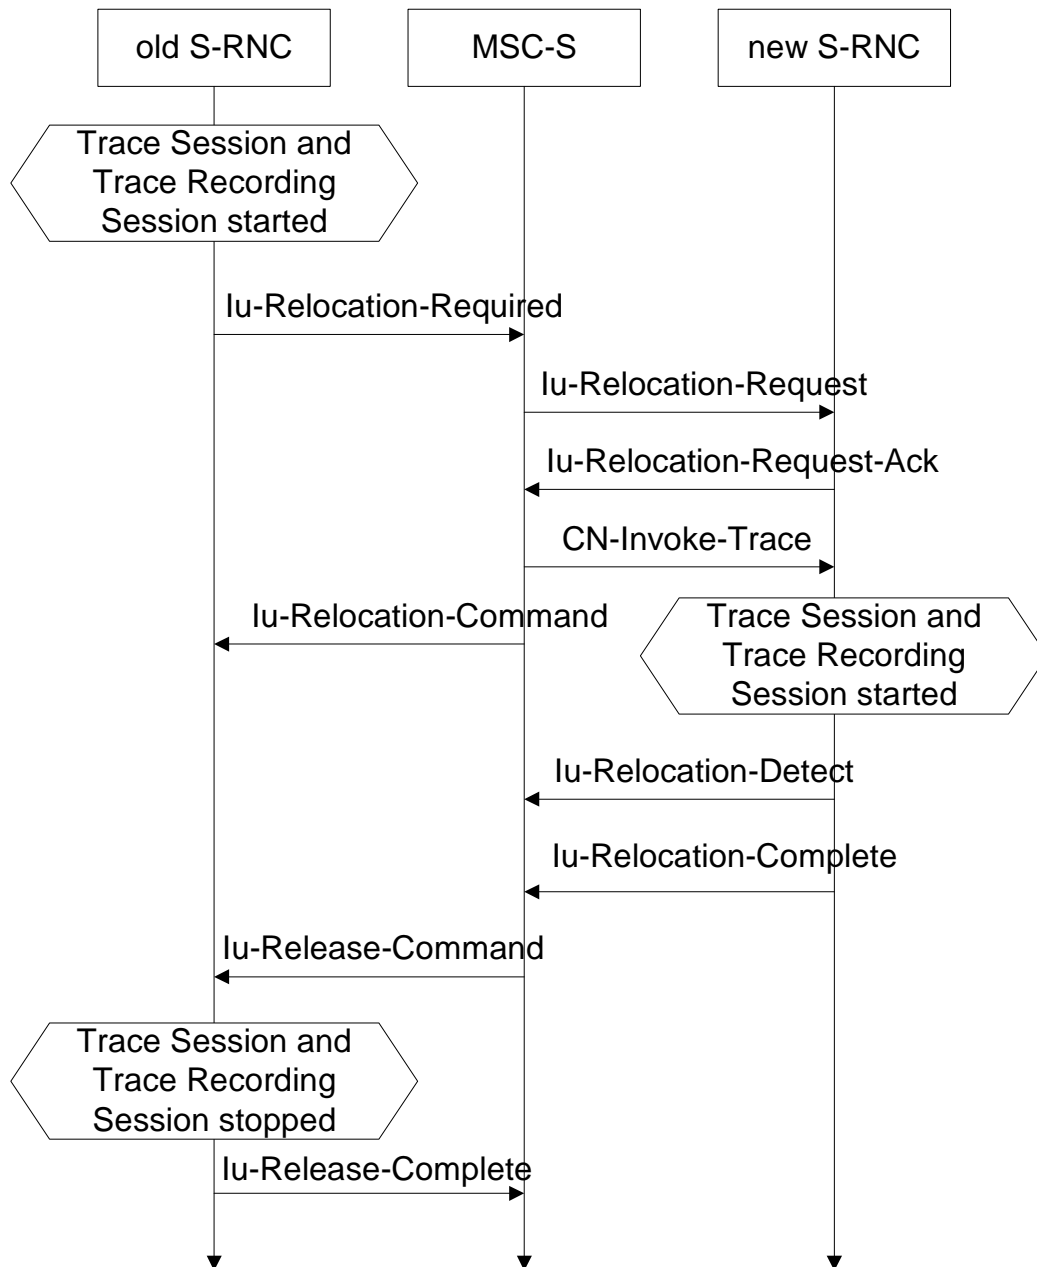 old S-RNC
MSC-S
new S-RNC
Trace Session and
Trace Recording
Session started
Iu-Relocation-Required
Iu-Relocation-Request
Iu-Relocation-Request-Ack
CN-Invoke-Trace
Iu-Relocation-Command
Trace Session and
Trace Recording
Session started
Iu-Relocation-Detect
Iu-Relocation-Complete
Iu-Release-Command
Trace Session and
Trace Recording
Session stopped
Iu-Release-Complete